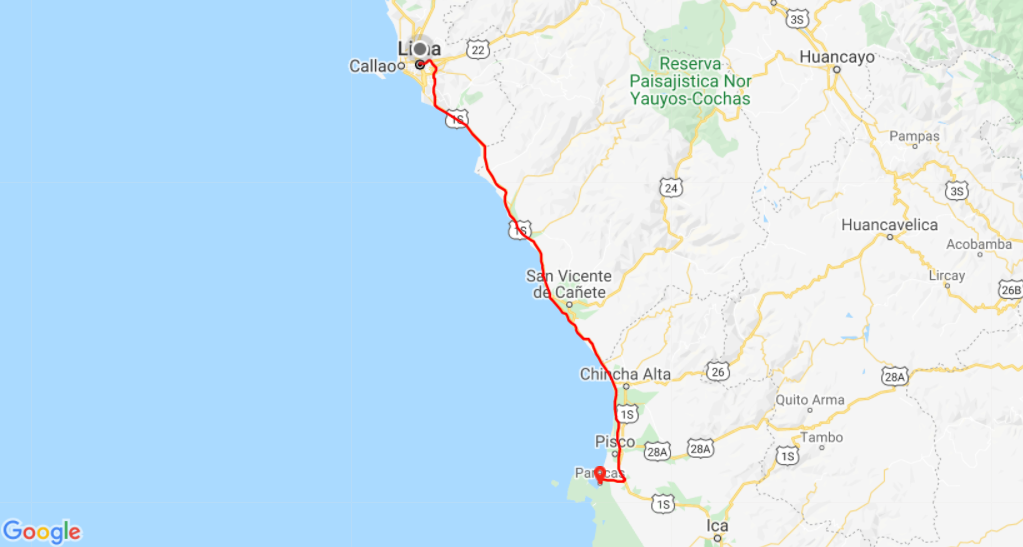 3S
Lima
22
Callao
Huancayo
Reserva
Paisajistica Nor
Yauyos-Cochas
1S
Pampas
24
3S
Huancavelica
1S
Acobamba
San Vicente
de Cañete
Lircay
26B
Chincha Alta
26
28A
Quito Arma
1S
Pisco
Tambo
28A
28A
1S
Paracas
1S
Ica
Google